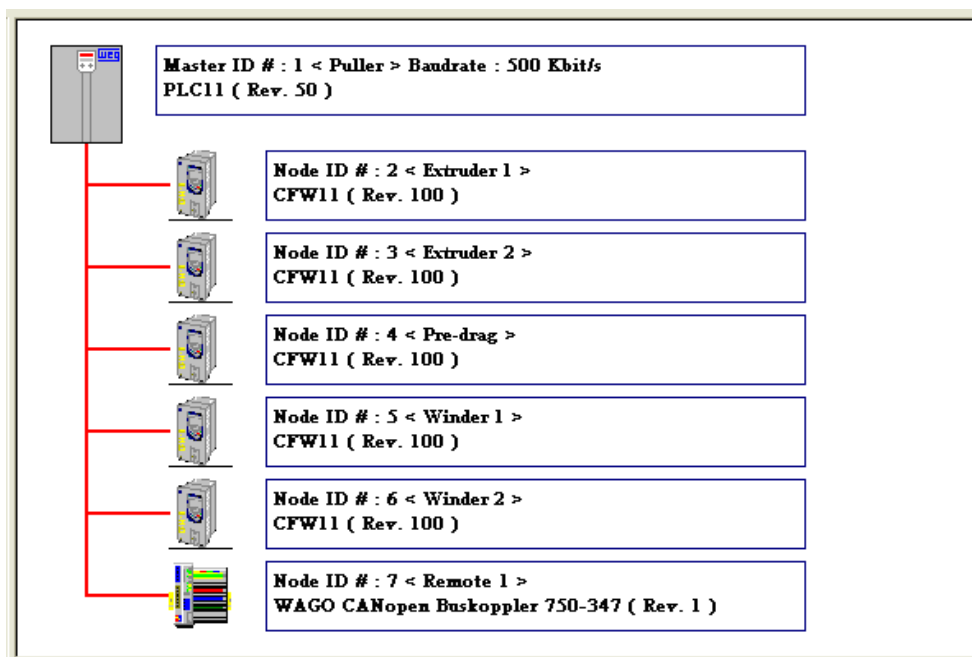 WEG
Master ID # : 1 < Puller > Baudrate : 500 Kbit/s
PLC11 ( Rev. 50 )
Node ID # : 2 < Extruder 1 >
CFW11 ( Rev. 100 )
Node ID # : 3 < Extruder 2 >
CFW11 ( Rev. 100 )
Node ID # : 4 < Pre-drag >
CFW11 ( Rev. 100 )
Node ID # : 5 < Winder 1 >
CFW11 ( Rev. 100 )
Node ID # : 6 < Winder 2 >
CFW11 ( Rev. 100 )
Node ID # : 7 < Remote 1 >
WAGO CANopen Buskoppler 750-347 ( Rev. 1 )